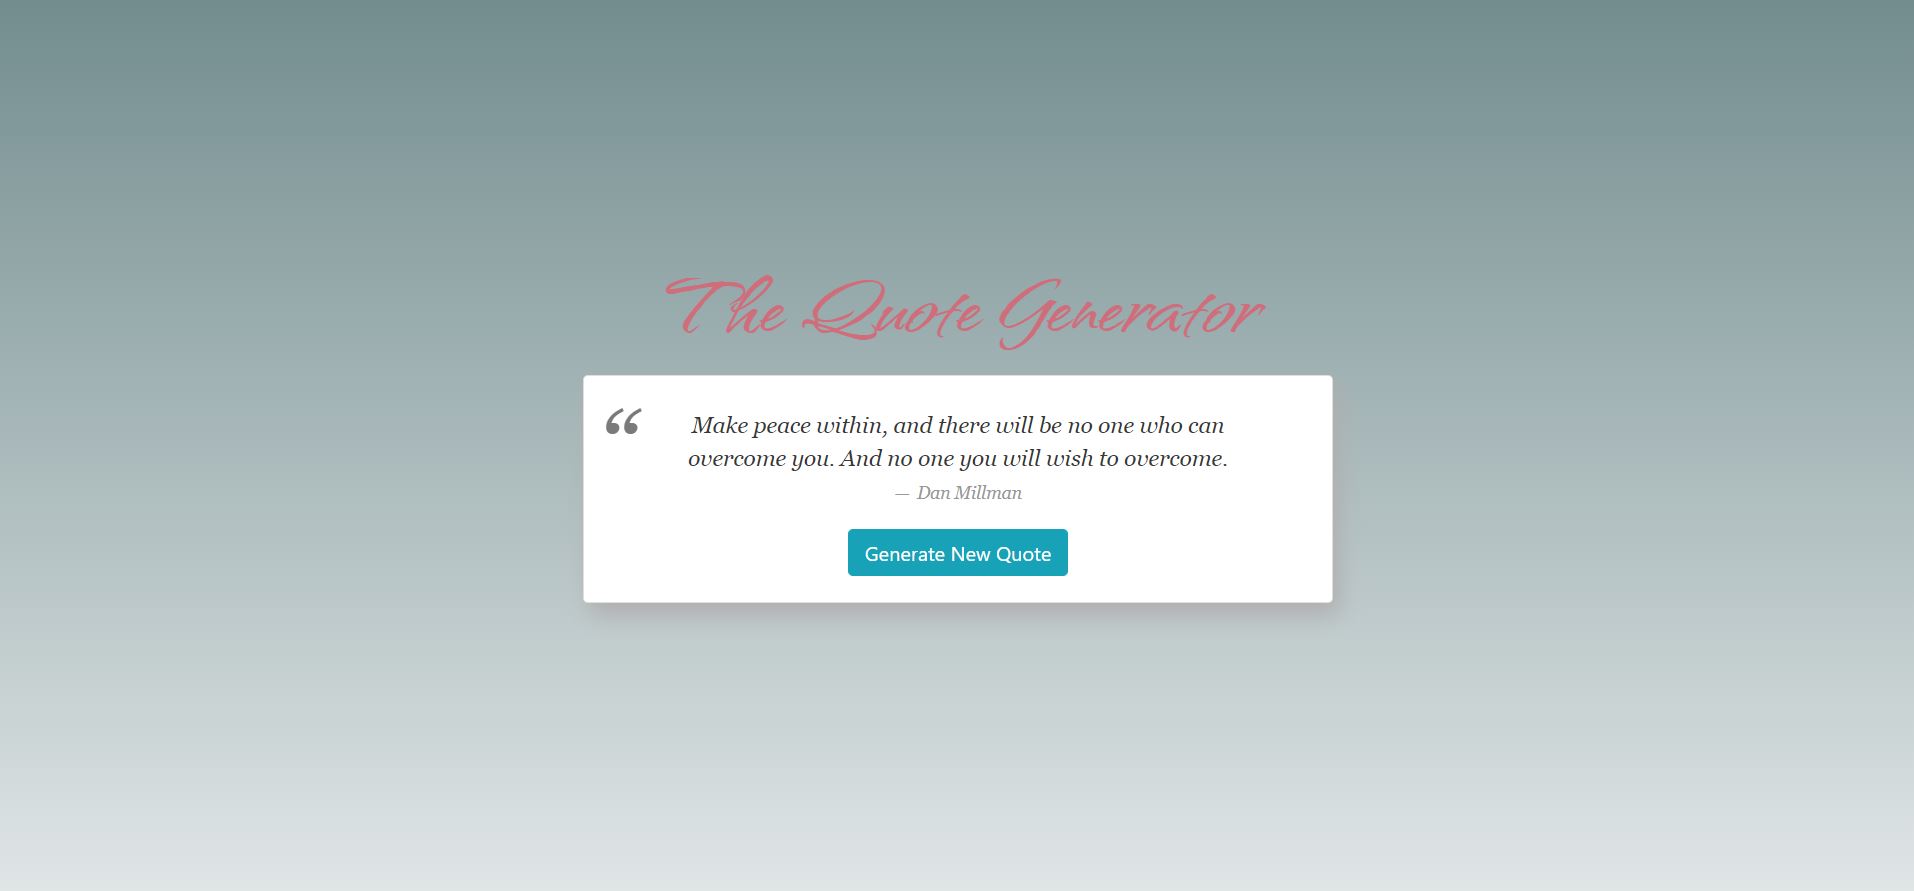 The Quote Generator
“
Make peace within, and there will be no one who can
overcome you. And no one you will wish to overcome.
— Dan Millman
Generate New Quote